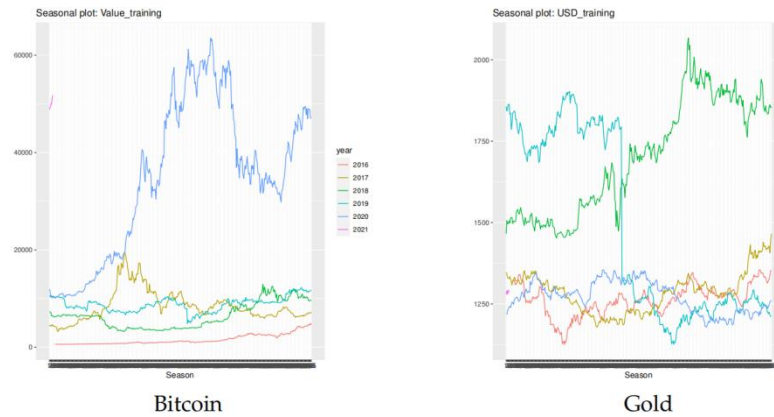 Seasonal plot: Value_training
60000
40000
20000
0
Season
year
2016
2017
2018
2019
2020
2021
Bitcoin
Seasonal plot: USD_training
2000
1750
1500
1250
Season
Gold